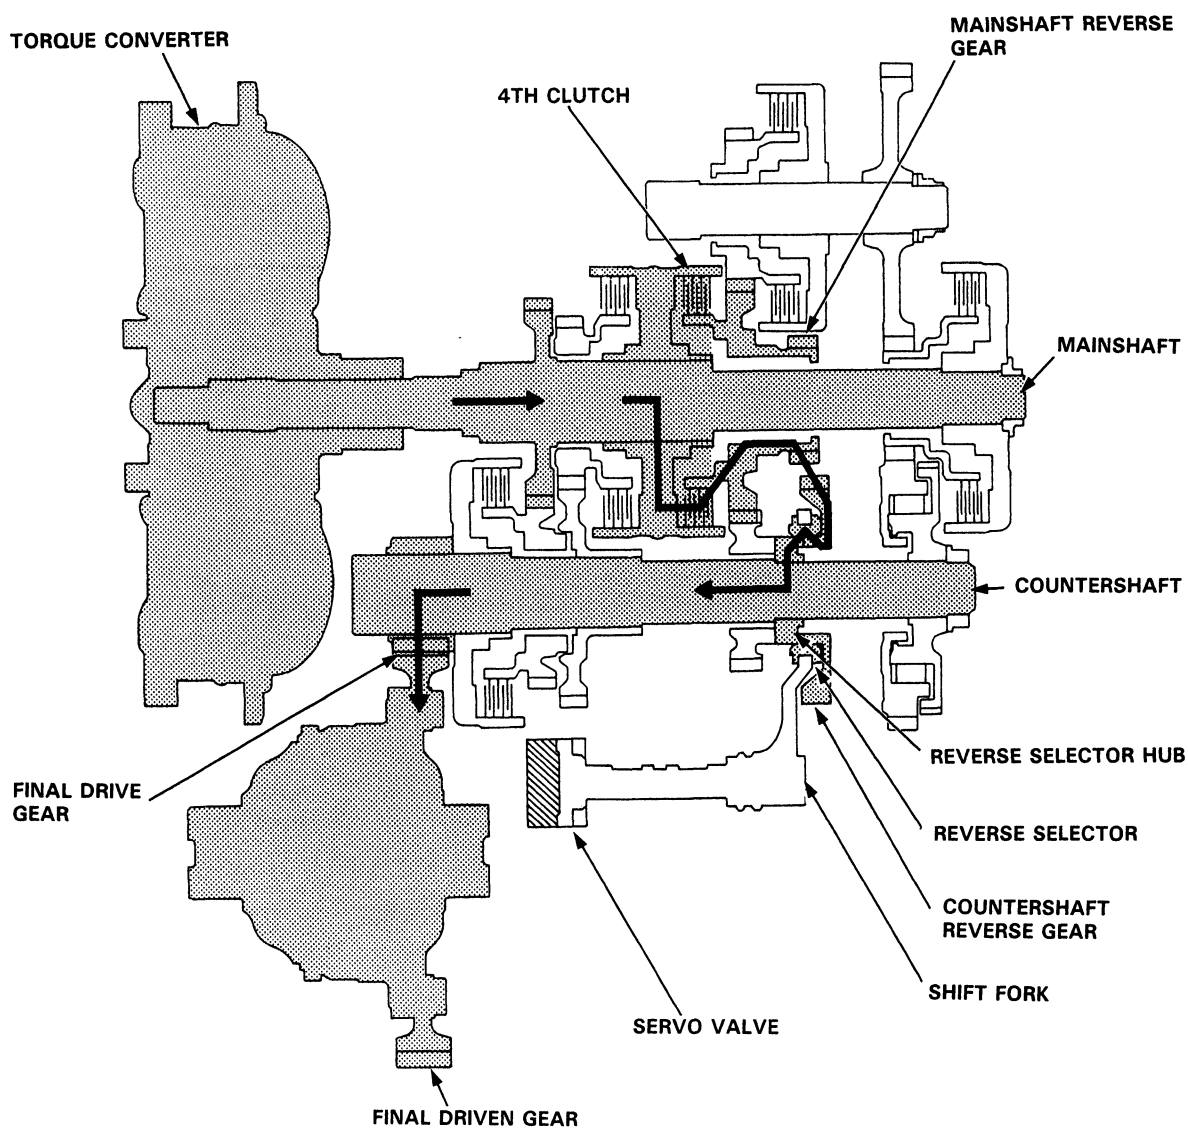 TORQUE CONVERTER
MAINSHAFT REVERSE
GEAR
4TH CLUTCH
MAINSHAFT
COUNTERSHAFT
REVERSE SELECTOR HUB
FINAL DRIVE
GEAR
REVERSE SELECTOR
COUNTERSHAFT
REVERSE GEAR
SHIFT FORK
SERVO VALVE
FINAL DRIVEN GEAR